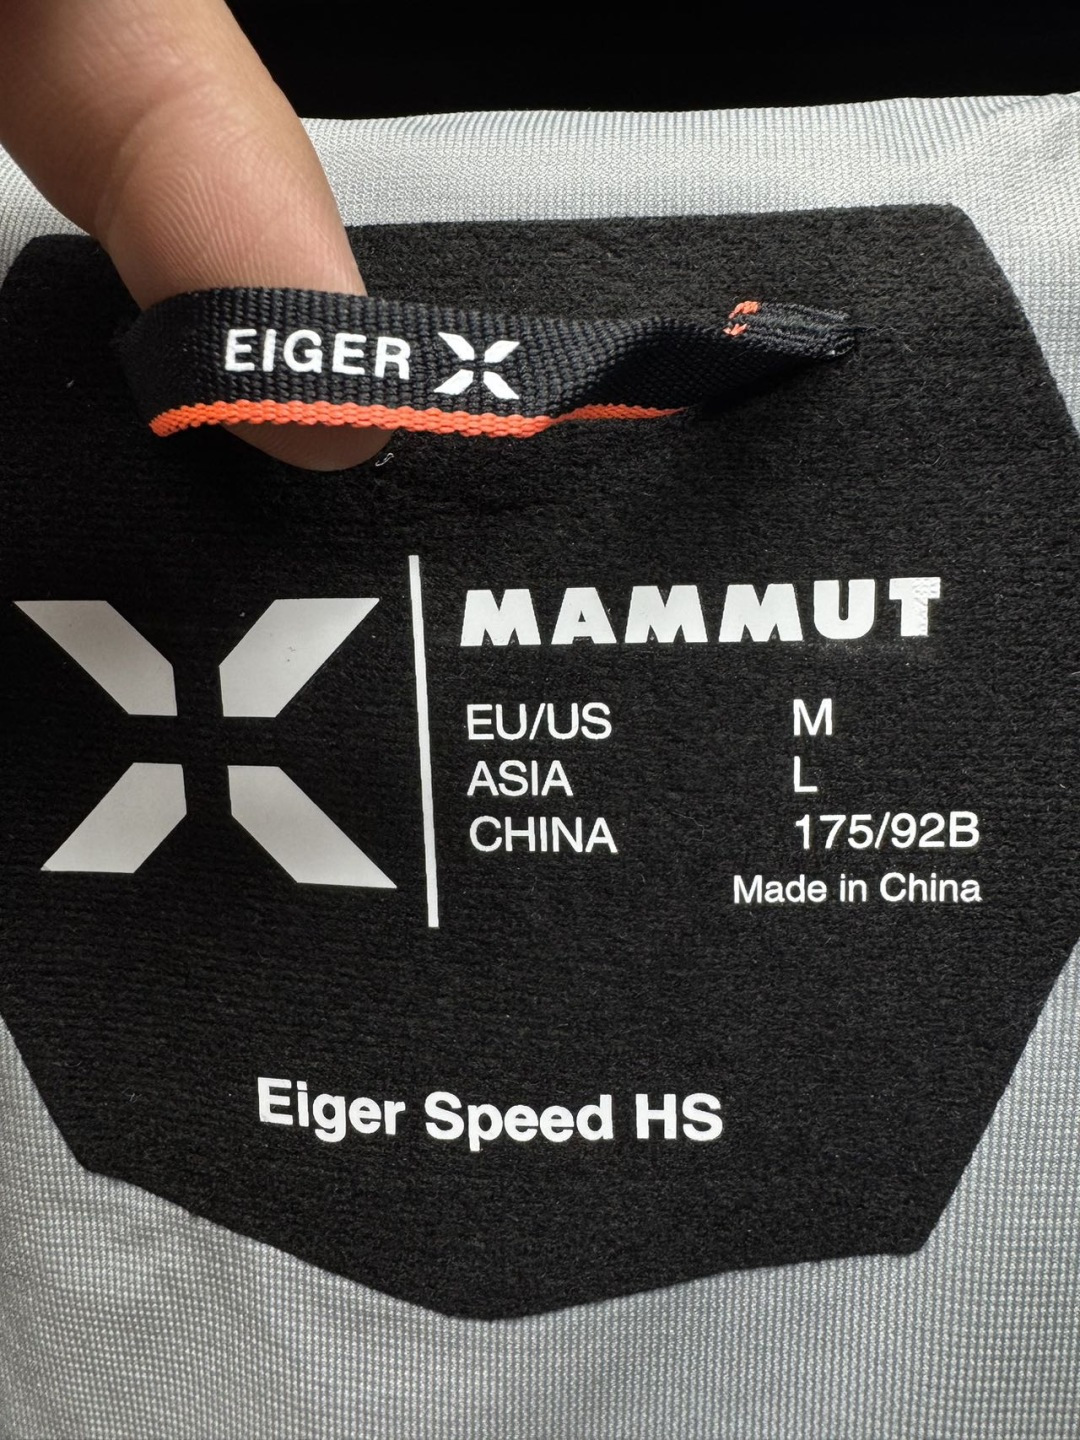 EIGER
MAMMUT
EU/US M
ASIA L
CHINA 175/92B
Made in China
Eiger Speed HS